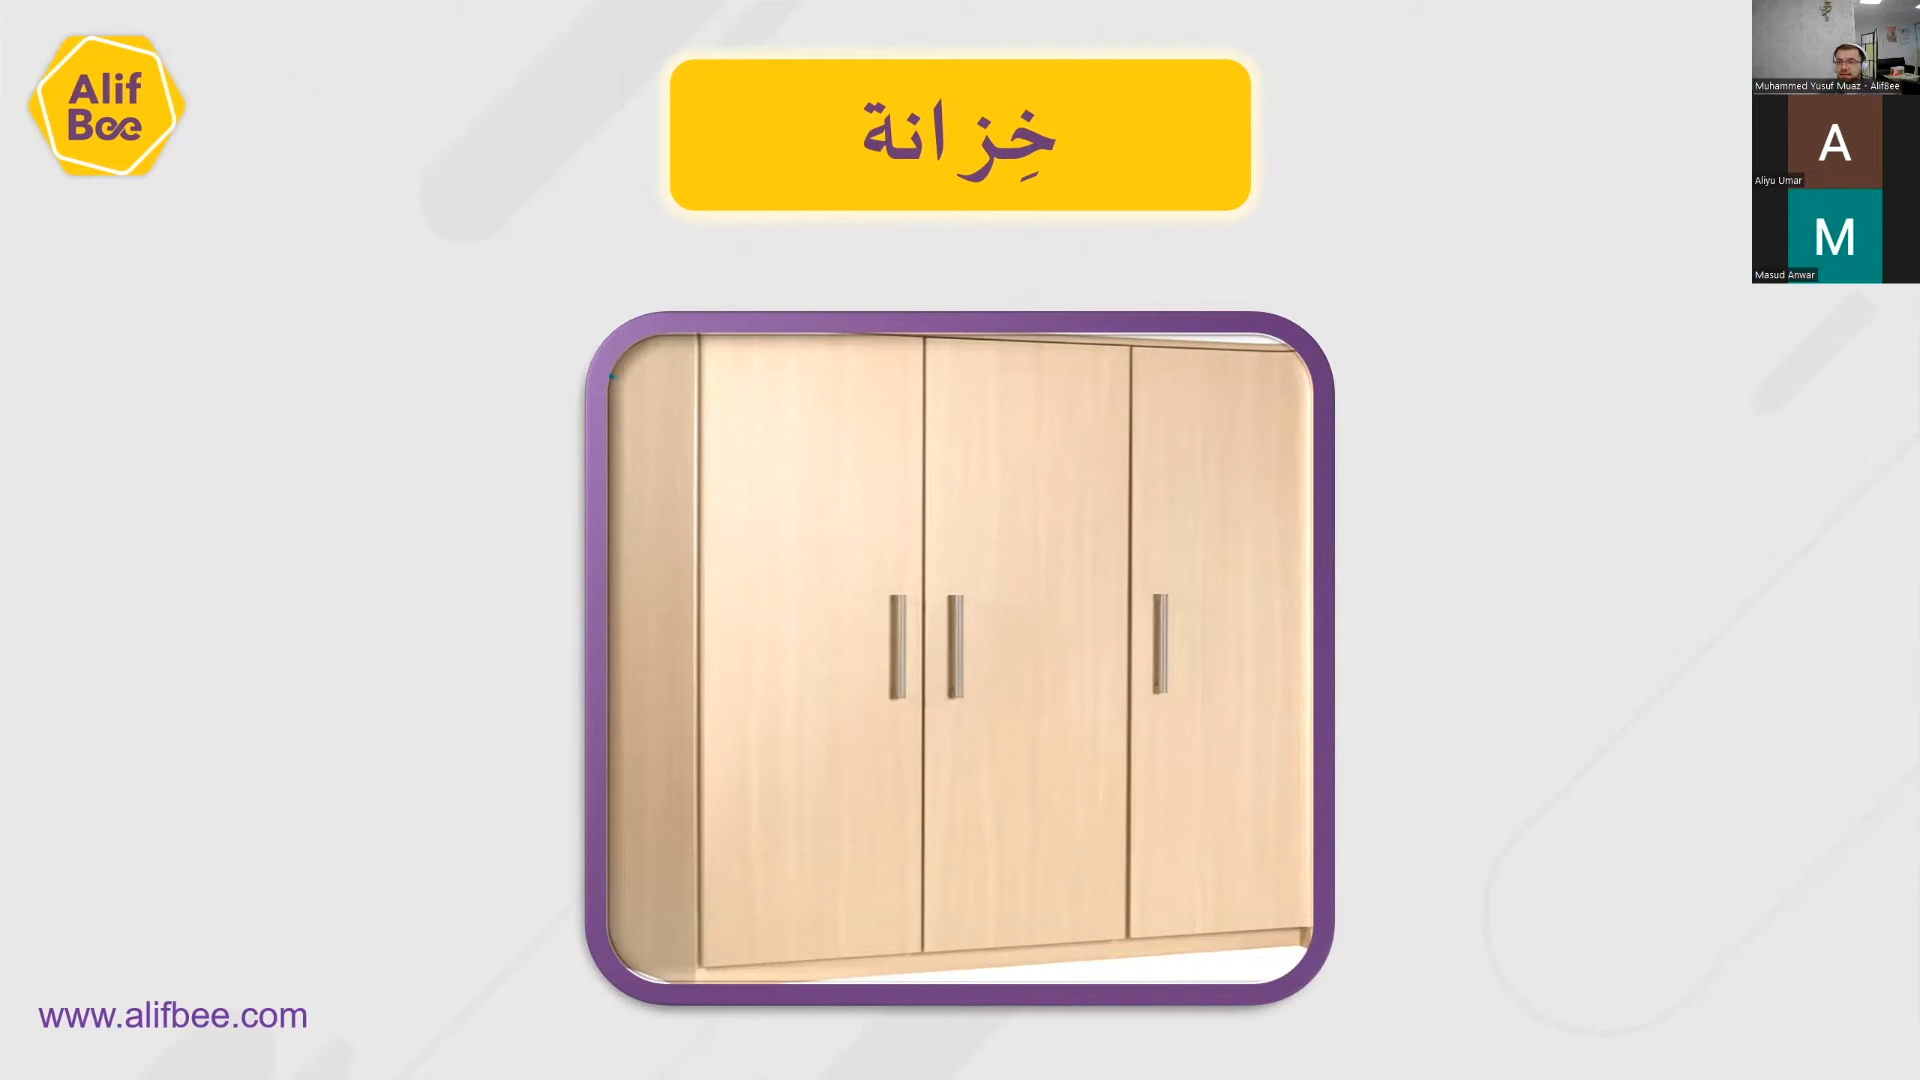 Alif
Bee
خِزانة
Muhammed Yusuf Muaz - AlifBee
A
Aliyu Umar
M
Masud Anwar
www.alifbee.com